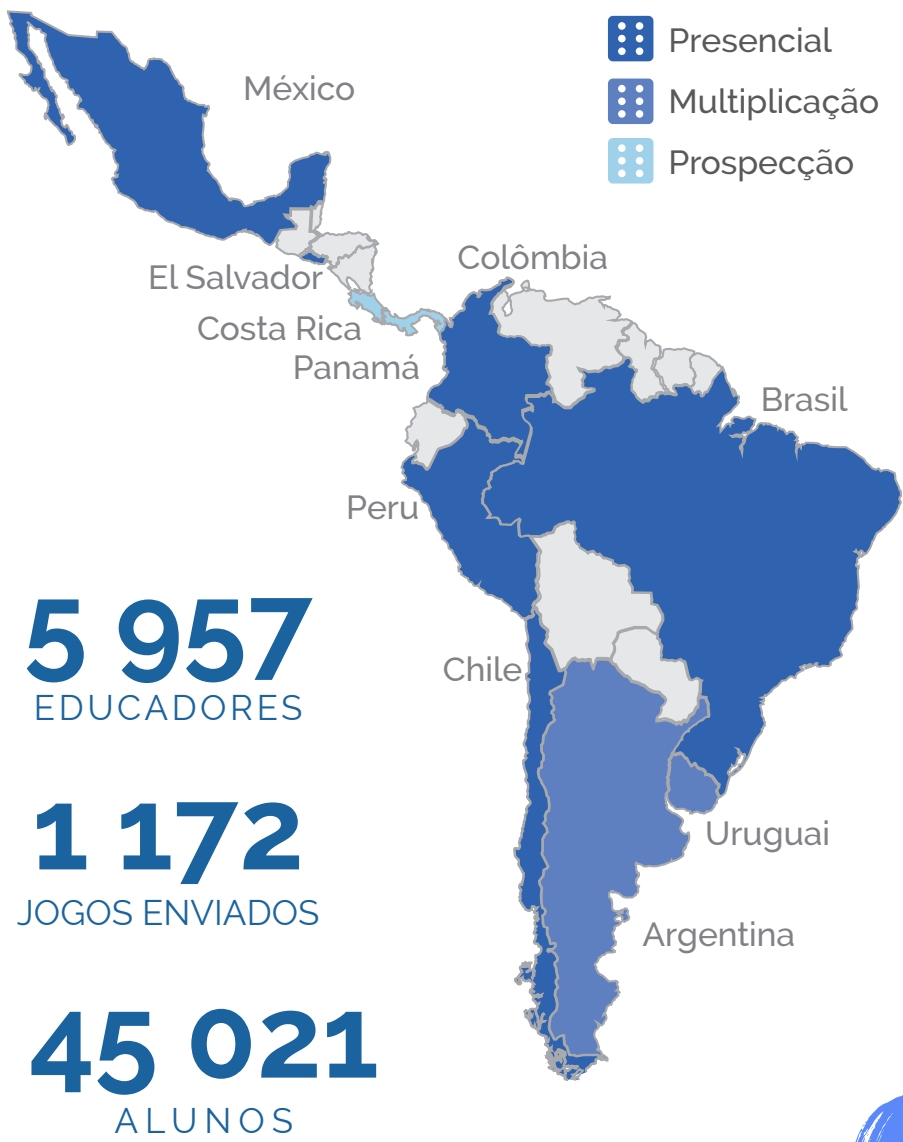 Presencial
México
Multiplicação
Prospecção
Colômbia
El Salvador
Costa Rica
Panamá
Brasil
Peru
5 957
EDUCADORES
Chile
1 172
Uruguai
JOGOS ENVIADOS
Argentina
45 021
ALUNOS